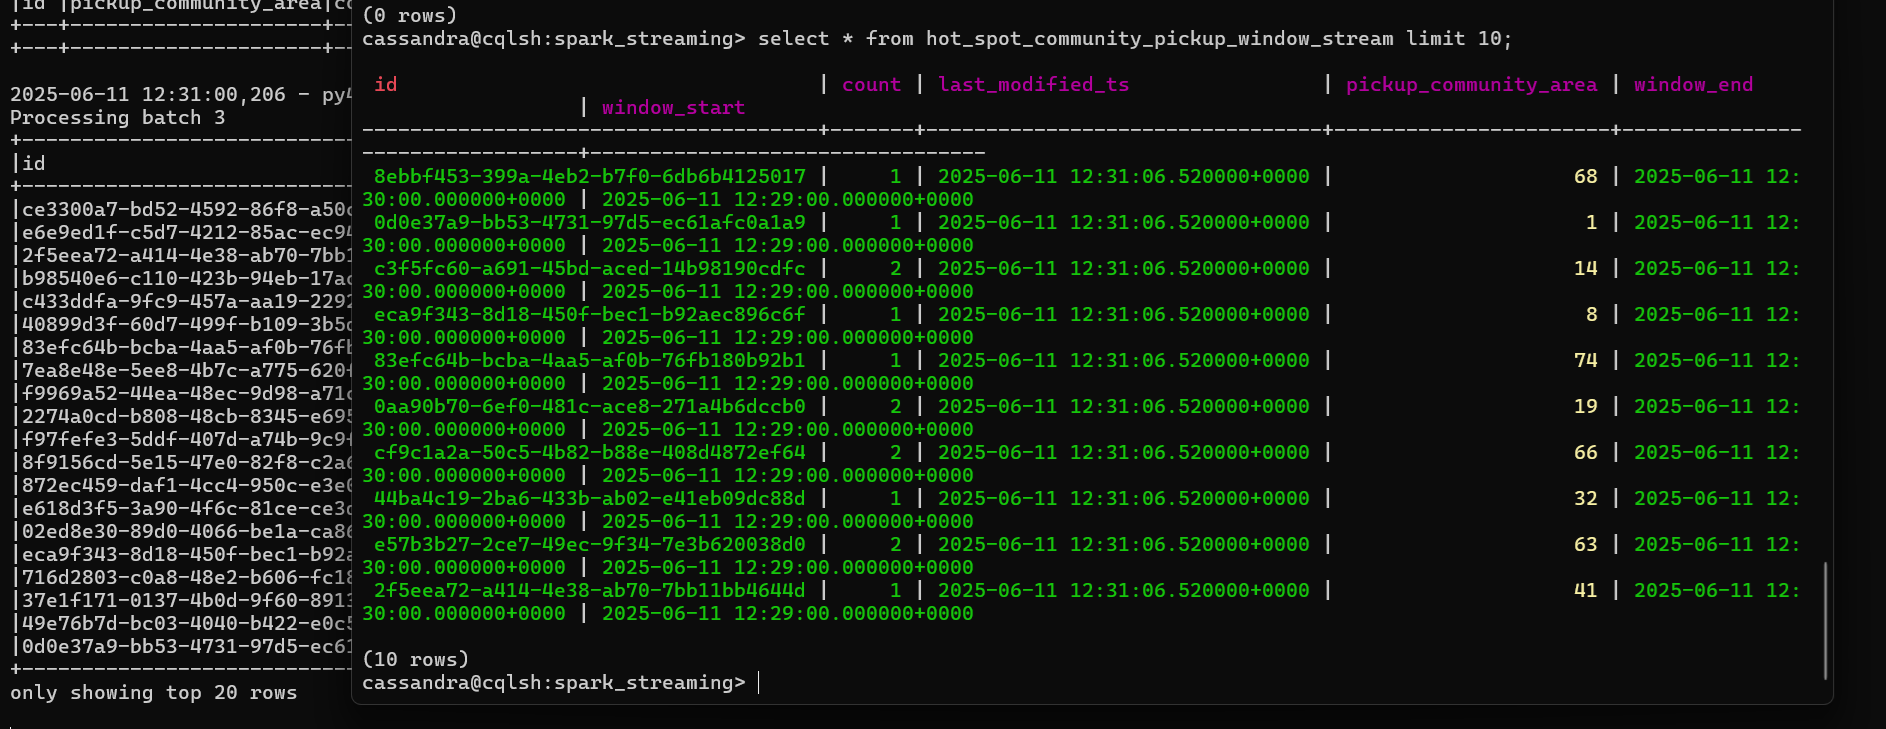 |id |pickup_community_area|co
+---+---------------------+--
+---+---------------------+--
2025-06-11 12:31:00,206 - py4
Processing batch 3
+----------------------------
|id
+----------------------------
|ce3300a7-bd52-4592-86f8-a50c
|e6e9ed1f-c5d7-4212-85ac-ec94
|2f5eea72-a414-4e38-ab70-7bb1
|b98540e6-c110-423b-94eb-17ac
|c433ddfa-9fc9-457a-aa19-2292
|40899d3f-60d7-499f-b109-3b5d
|83efc64b-bcba-4aa5-af0b-76fb
|7ea8e48e-5ee8-4b7c-a775-620f
|f9969a52-44ea-48ec-9d98-a71c
|2274a0cd-b808-48cb-8345-e695
|f97fefe3-5ddf-407d-a74b-9c9f
|8f9156cd-5e15-47e0-82f8-c2a6
|872ec459-daf1-4cc4-950c-e3e0
|e618d3f5-3a90-4f6c-81ce-ce3c
|02ed8e30-89d0-4066-be1a-ca86
|eca9f343-8d18-450f-bec1-b92a
|716d2803-c0a8-48e2-b606-fc18
|37e1f171-0137-4b0d-9f60-8913
|49e76b7d-bc03-4040-b422-e0c5
|0d0e37a9-bb53-4731-97d5-ec61
+----------------------------
only showing top 20 rows
(0 rows)
cassandra@cqlsh:spark_streaming> select * from hot_spot_community_pickup_window_stream limit 10;
id | count | last_modified_ts | pickup_community_area | window_end
| window_start
--------------------------------------+-------+---------------------------------+-----------------------+---------------
------------------+---------------------------------
8ebbf453-399a-4eb2-b7f0-6db6b4125017 | 1 | 2025-06-11 12:31:06.520000+0000 | 68 | 2025-06-11 12:
30:00.000000+0000 | 2025-06-11 12:29:00.000000+0000
0d0e37a9-bb53-4731-97d5-ec61afc0a1a9 | 1 | 2025-06-11 12:31:06.520000+0000 | 1 | 2025-06-11 12:
30:00.000000+0000 | 2025-06-11 12:29:00.000000+0000
c3f5fc60-a691-45bd-aced-14b98190cdfc | 2 | 2025-06-11 12:31:06.520000+0000 | 14 | 2025-06-11 12:
30:00.000000+0000 | 2025-06-11 12:29:00.000000+0000
eca9f343-8d18-450f-bec1-b92aec896c6f | 1 | 2025-06-11 12:31:06.520000+0000 | 8 | 2025-06-11 12:
30:00.000000+0000 | 2025-06-11 12:29:00.000000+0000
83efc64b-bcba-4aa5-af0b-76fb180b92b1 | 1 | 2025-06-11 12:31:06.520000+0000 | 74 | 2025-06-11 12:
30:00.000000+0000 | 2025-06-11 12:29:00.000000+0000
0aa90b70-6ef0-481c-ace8-271a4b6dccb0 | 2 | 2025-06-11 12:31:06.520000+0000 | 19 | 2025-06-11 12:
30:00.000000+0000 | 2025-06-11 12:29:00.000000+0000
cf9c1a2a-50c5-4b82-b88e-408d4872ef64 | 2 | 2025-06-11 12:31:06.520000+0000 | 66 | 2025-06-11 12:
30:00.000000+0000 | 2025-06-11 12:29:00.000000+0000
44ba4c19-2ba6-433b-ab02-e41eb09dc88d | 1 | 2025-06-11 12:31:06.520000+0000 | 32 | 2025-06-11 12:
30:00.000000+0000 | 2025-06-11 12:29:00.000000+0000
e57b3b27-2ce7-49ec-9f34-7e3b620038d0 | 2 | 2025-06-11 12:31:06.520000+0000 | 63 | 2025-06-11 12:
30:00.000000+0000 | 2025-06-11 12:29:00.000000+0000
2f5eea72-a414-4e38-ab70-7bb11bb4644d | 1 | 2025-06-11 12:31:06.520000+0000 | 41 | 2025-06-11 12:
30:00.000000+0000 | 2025-06-11 12:29:00.000000+0000
(10 rows)
cassandra@cqlsh:spark_streaming>